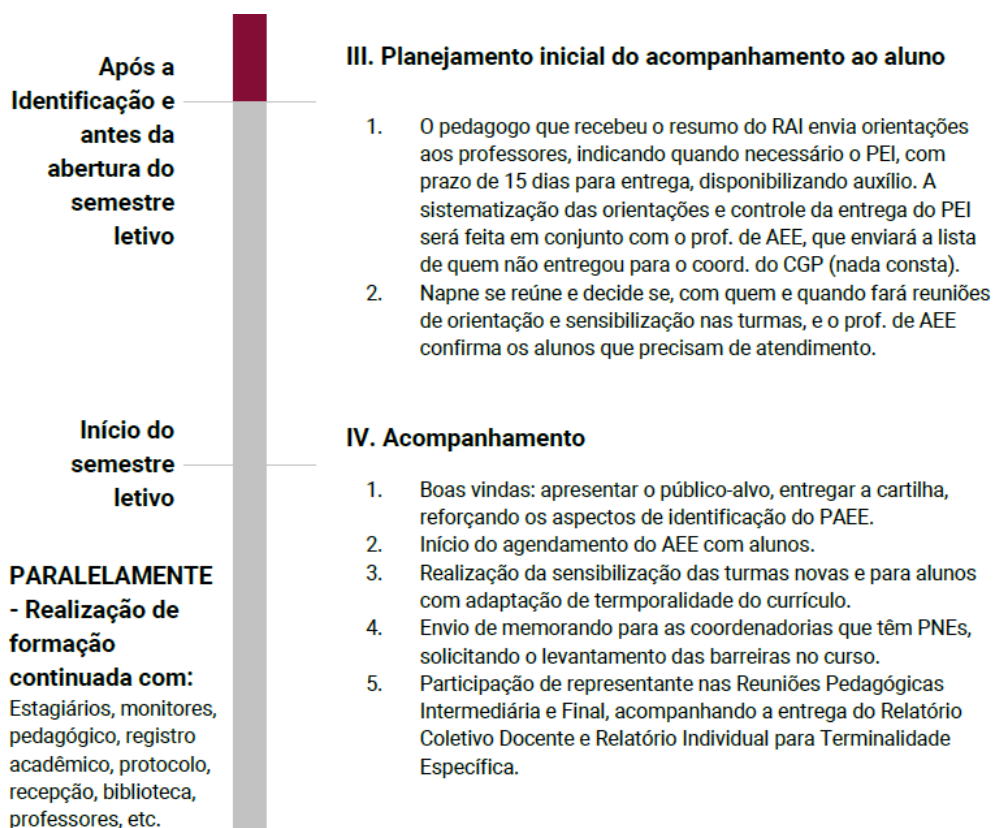 Após a
Identificação e
antes da
abertura do
semestre
letivo
III. Planejamento inicial do acompanhamento ao aluno
1. O pedagogo que recebeu o resumo do RAI envia orientações
aos professores, indicando quando necessário o PEI, com
prazo de 15 dias para entrega, disponibilizando auxílio. A
sistematização das orientações e controle da entrega do PEI
será feita em conjunto com o prof. de AEE, que enviará a lista
de quem não entregou para o coord. do CGP (nada consta).
2. Napne se reúne e decide se, com quem e quando fará reuniões
de orientação e sensibilização nas turmas, e o prof. de AEE
confirma os alunos que precisam de atendimento.
Início do
semestre
letivo
IV. Acompanhamento
1. Boas vindas: apresentar o público-alvo, entregar a cartilha,
reforçando os aspectos de identificação do PAEE.
2. Início do agendamento do AEE com alunos.
3. Realização da sensibilização das turmas novas e para alunos
com adaptação de termporalidade do currículo.
4. Envio de memorando para as coordenadorias que têm PNEs,
solicitando o levantamento das barreiras no curso.
5. Participação de representante nas Reuniões Pedagógicas
Intermediária e Final, acompanhando a entrega do Relatório
Coletivo Docente e Relatório Individual para Terminalidade
Específica.
PARALELAMENTE
- Realização de
formação
continuada com:
Estagiários, monitores,
pedagógico, registro
acadêmico, protocolo,
recepção, biblioteca,
professores, etc.